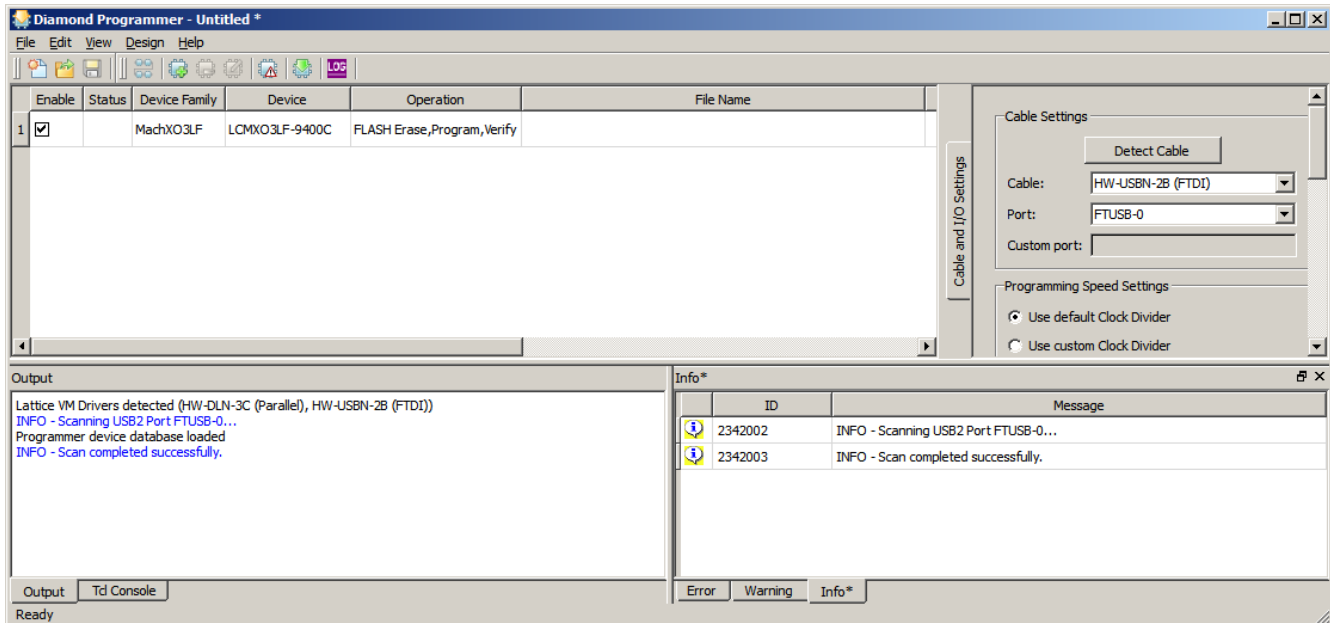 Diamond Programmer - Untitled *
File Edit View Design Help
LOG
Enable Status Device Family Device Operation File Name
1 MachXO3LF LCMXO3LF-9400C FLASH Erase,Program,Verify
Cable and I/O Settings
Cable Settings
Detect Cable
Cable: HW-USBN-2B (FTDI)
Port: FTUSB-0
Custom port:
Programming Speed Settings
Use default Clock Divider
Use custom Clock Divider
Output
Lattice VM Drivers detected (HW-DLN-3C (Parallel), HW-USBN-2B (FTDI))
INFO - Scanning USB2 Port FTUSB-0...
Programmer device database loaded
INFO - Scan completed successfully.
Output Tcl Console
Info*
ID Message
2342002 INFO - Scanning USB2 Port FTUSB-0...
2342003 INFO - Scan completed successfully.
Error Warning Info*
Ready